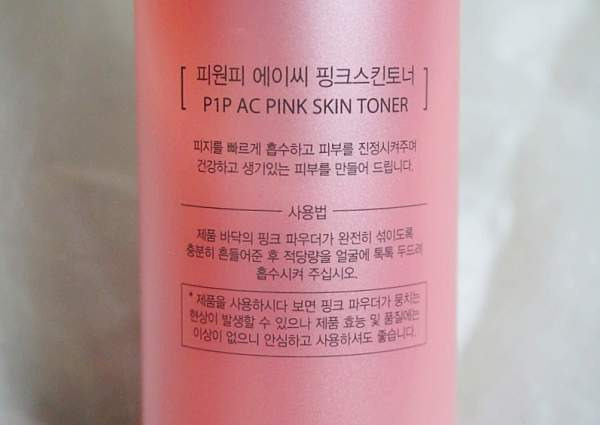 [ 피원피 에이씨 핑크스킨토너
P1P AC PINK SKIN TONER ]
피지를 빠르게 흡수하고 피부를 진정시켜주며
건강하고 생기있는 피부를 만들어 드립니다.
사용법
제품 바닥의 핑크 파우더가 완전히 섞이도록
충분히 흔들어준 후 적당량을 얼굴에 톡톡 두드려
흡수시켜 주십시오.
* 제품을 사용하시다 보면 핑크 파우더가 뭉치는
현상이 발생할 수 있으나 제품 효능 및 품질에는
이상이 없으니 안심하고 사용하셔도 좋습니다.